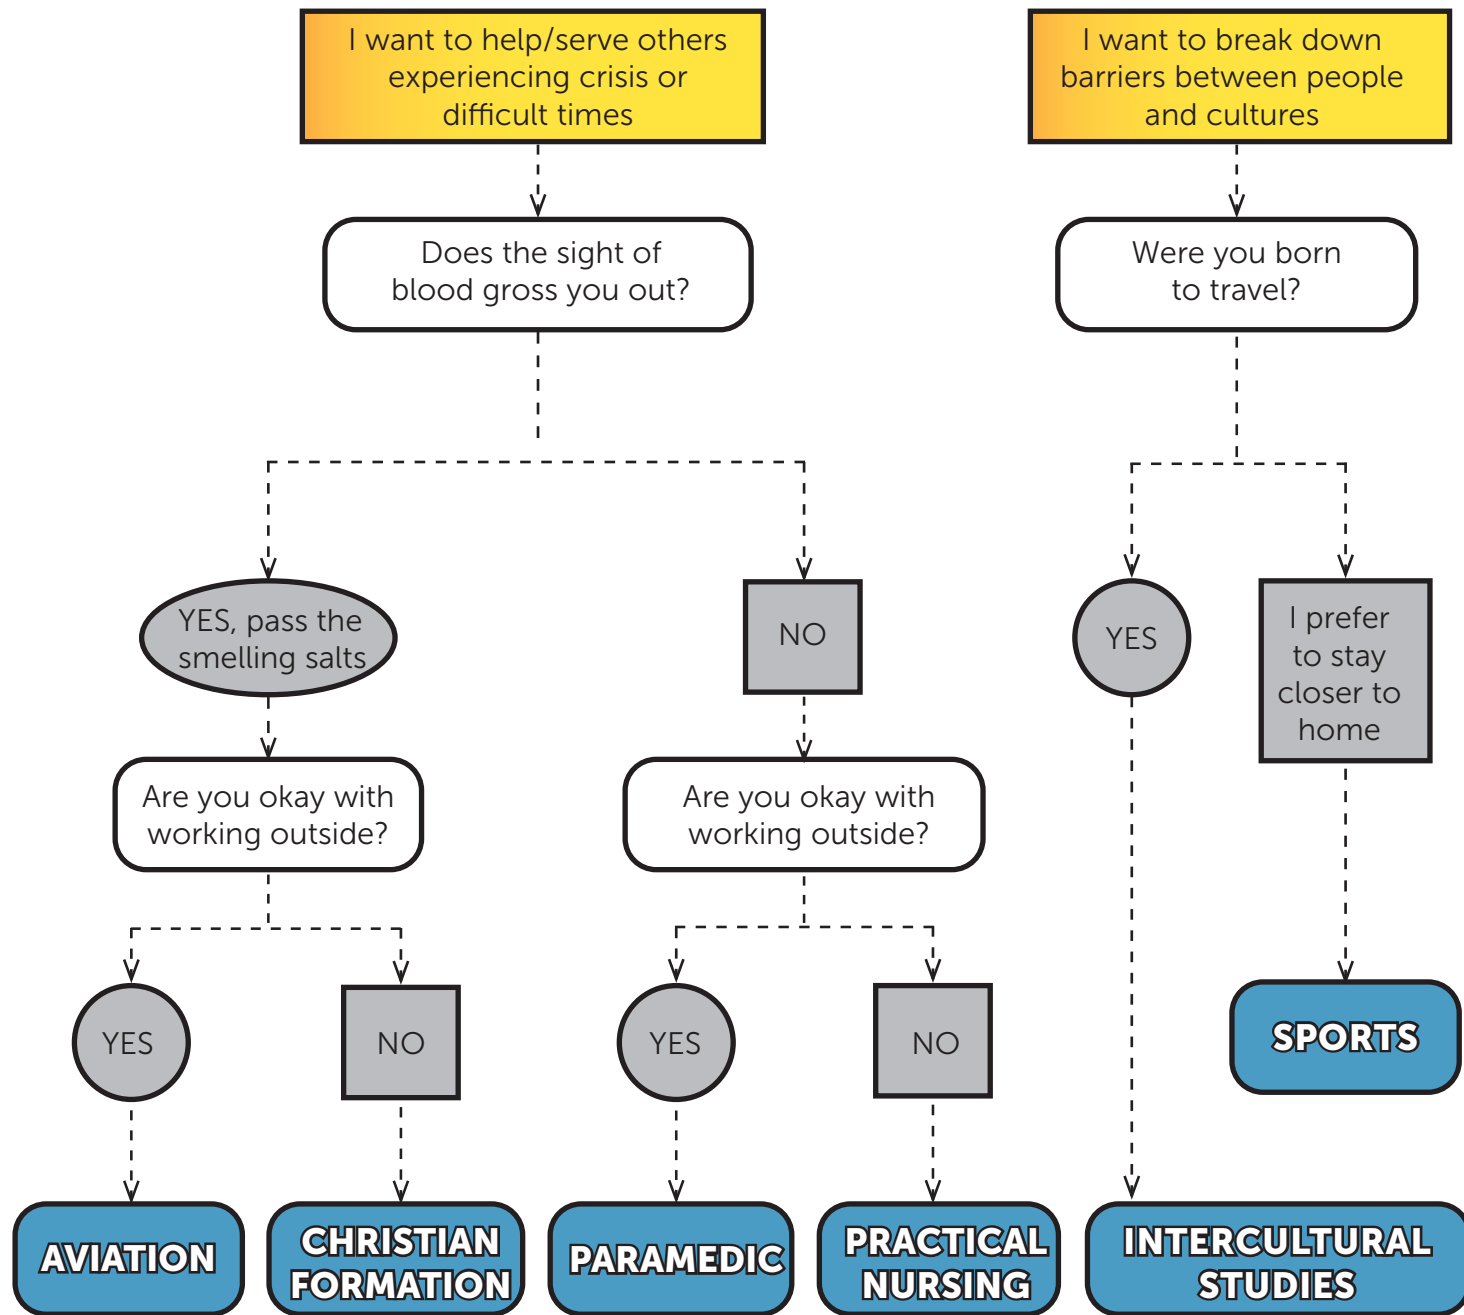 I want to help/serve others
experiencing crisis or
difficult times
I want to break down
barriers between people
and cultures
Does the sight of
blood gross you out?
Were you born
to travel?
YES, pass the
smelling salts
NO
YES
I prefer
to stay
closer to
home
Are you okay with
working outside?
Are you okay with
working outside?
YES
NO
YES
NO
SPORTS
AVIATION
CHRISTIAN
FORMATION
PARAMEDIC
PRACTICAL
NURSING
INTERCULTURAL
STUDIES